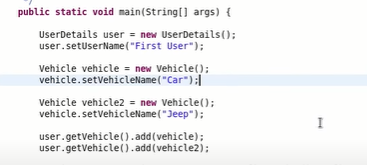 */
public static void main(String[] args) {
UserDetails user = new UserDetails();
user.setUserName("First User");
Vehicle vehicle = new Vehicle();
vehicle.setVehicleName("Car");
Vehicle vehicle2 = new Vehicle();
vehicle.setVehicleName("Jeep");
user.getVehicle().add(vehicle);
user.getVehicle().add(vehicle2);